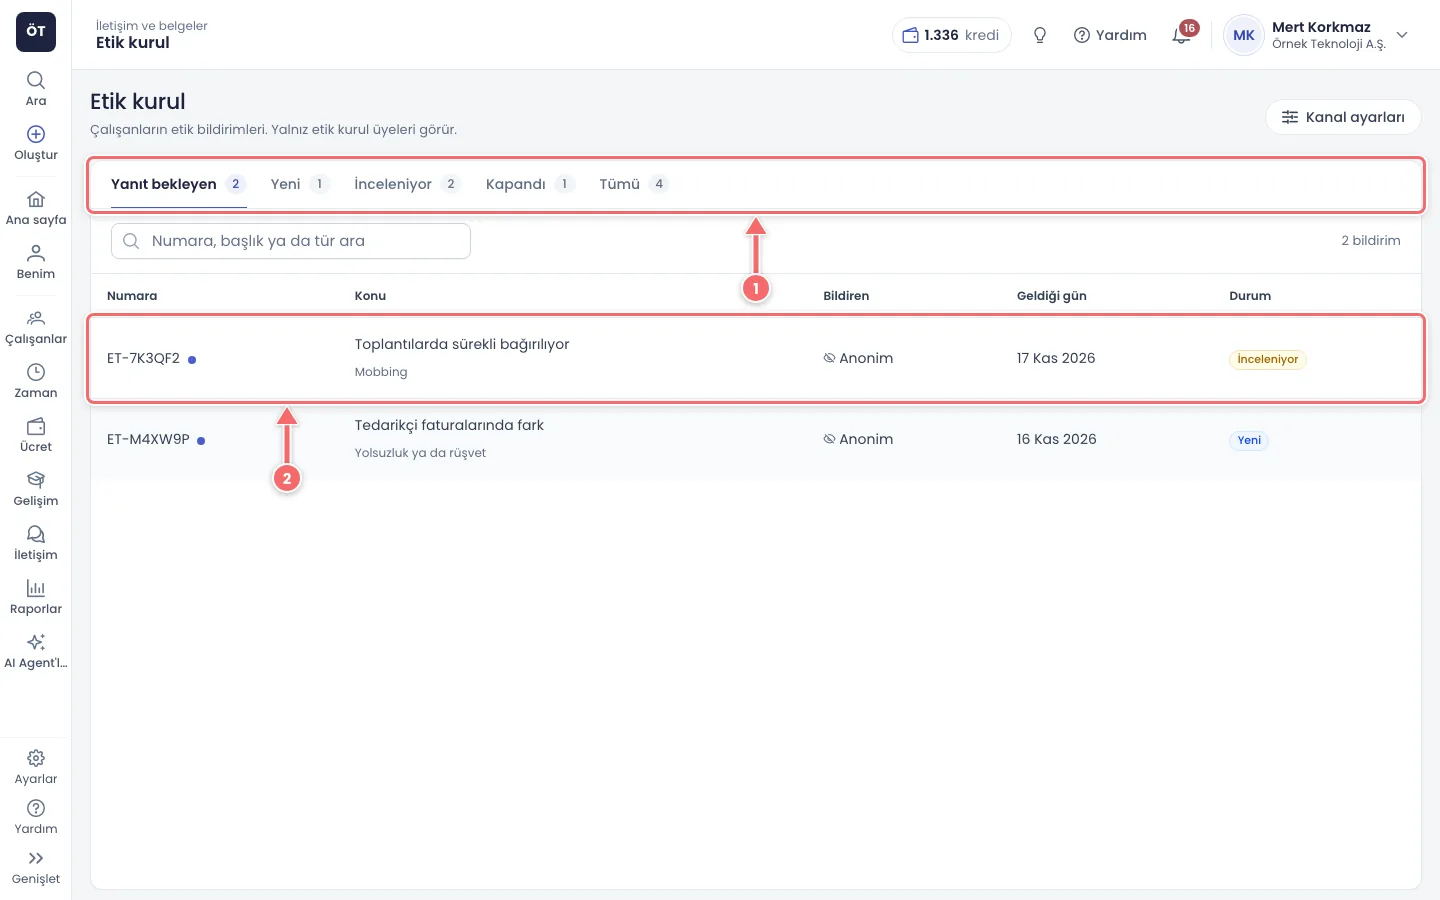 ÖT
İletişim ve belgeler
Etik kurul
1.336 kredi
Yardım
16
MK
Mert Korkmaz
Örnek Teknoloji A.Ş.
Ara
Oluştur
Ana sayfa
Benim
Çalışanlar
Zaman
Ücret
Gelişim
İletişim
Raporlar
AI Agent'l...
Ayarlar
Yardım
Genişlet
Etik kurul
Çalışanların etik bildirimleri. Yalnız etik kurul üyeleri görür.
Kanal ayarları
Yanıt bekleyen 2 Yeni 1 İnceleniyor 2 Kapandı 1 Tümü 4
Numara, başlık ya da tür ara
2 bildirim
1
Numara Konu Bildiren Geldiği gün Durum
ET-7K3QF2 Toplantılarda sürekli bağırılıyor Anonim 17 Kas 2026 İnceleniyor
Mobbing
ET-M4XW9P Tedarikçi faturalarında fark Anonim 16 Kas 2026 Yeni
Yolsuzluk ya da rüşvet
2